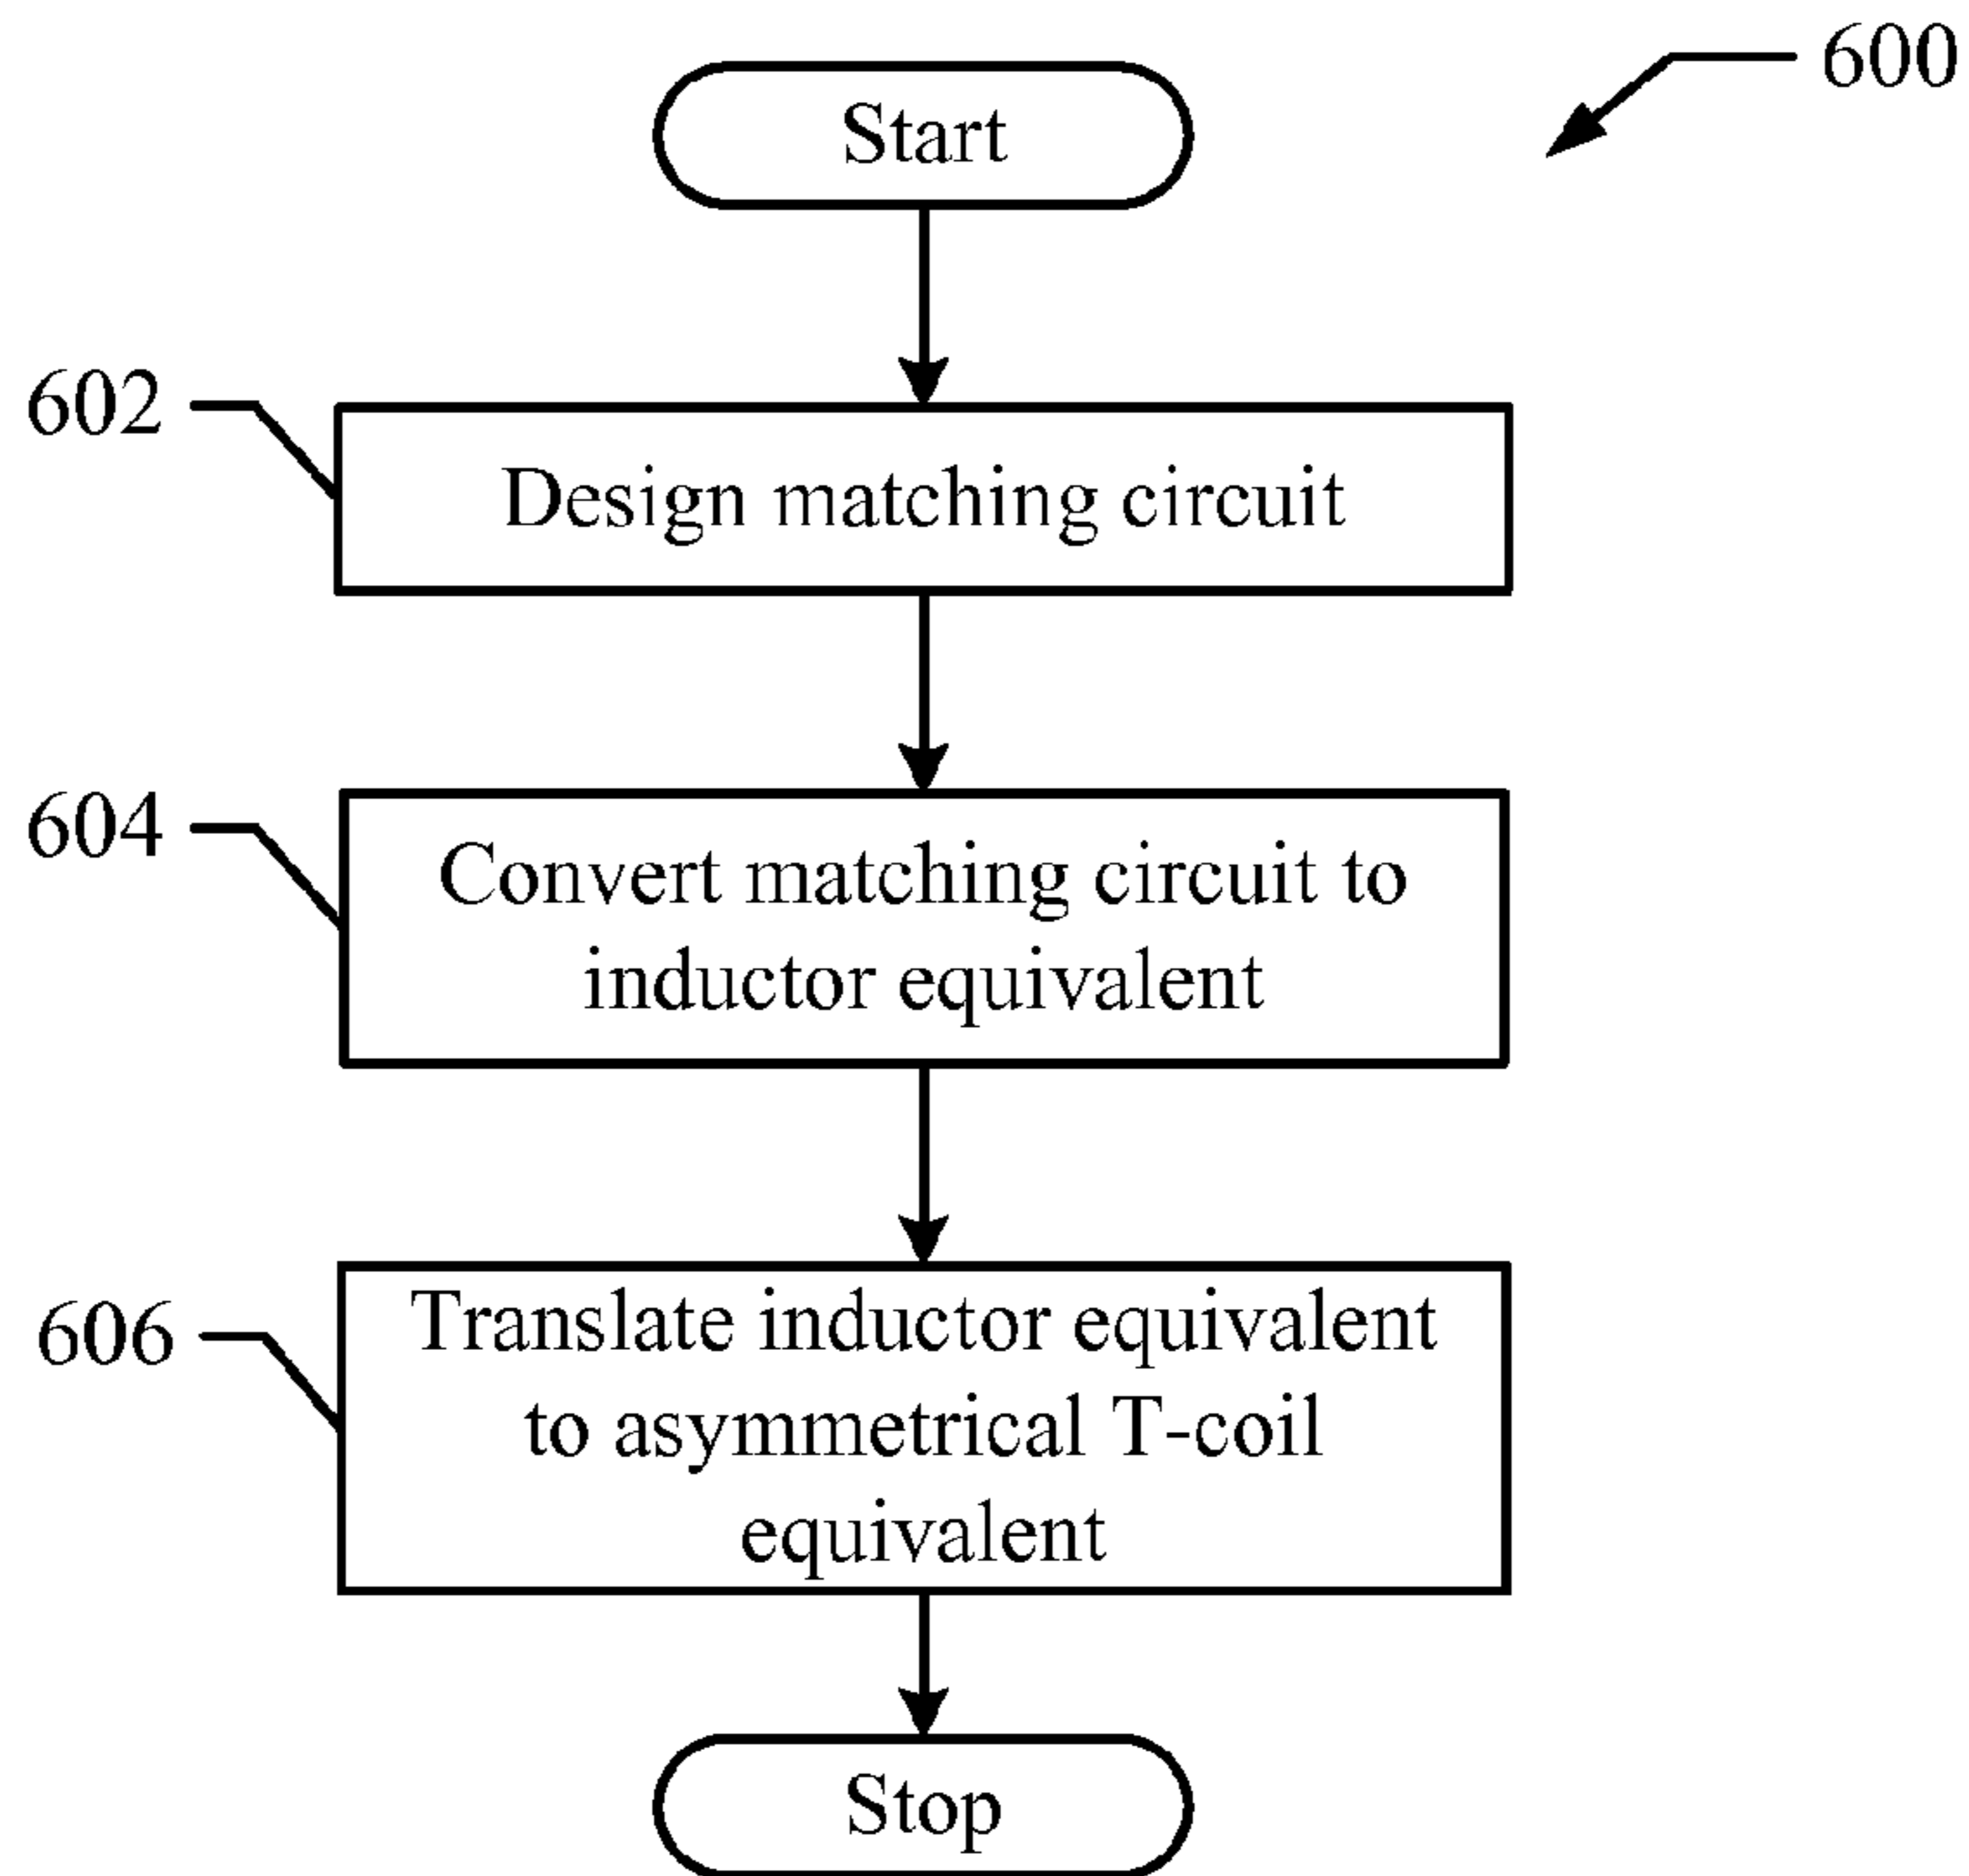 600
Start
602
Design matching circuit
604
Convert matching circuit to
inductor equivalent
606
Translate inductor equivalent
to asymmetrical T-coil
equivalent
Stop